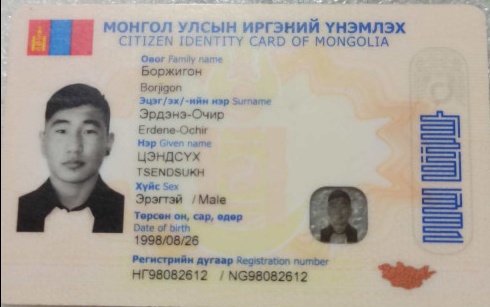 МОНГОЛ УЛСЫН ИРГЭНИЙ ҮНЭМЛЭХ
CITIZEN IDENTITY CARD OF MONGOLIA
Овог Family name
Боржигон
Borjigon
Эцэг/эх/-ийн нэр Surname
Эрдэнэ-Очир
Erdene-Ochir
Нэр Given name
ЦЭНДСҮХ
TSENDSUKH
Хүйс Sex
Эрэгтэй / Male
Төрсөн он, сар, өдөр
Date of birth
1998/08/26
Регистрийн дугаар Registration number
НГ98082612 / NG98082612